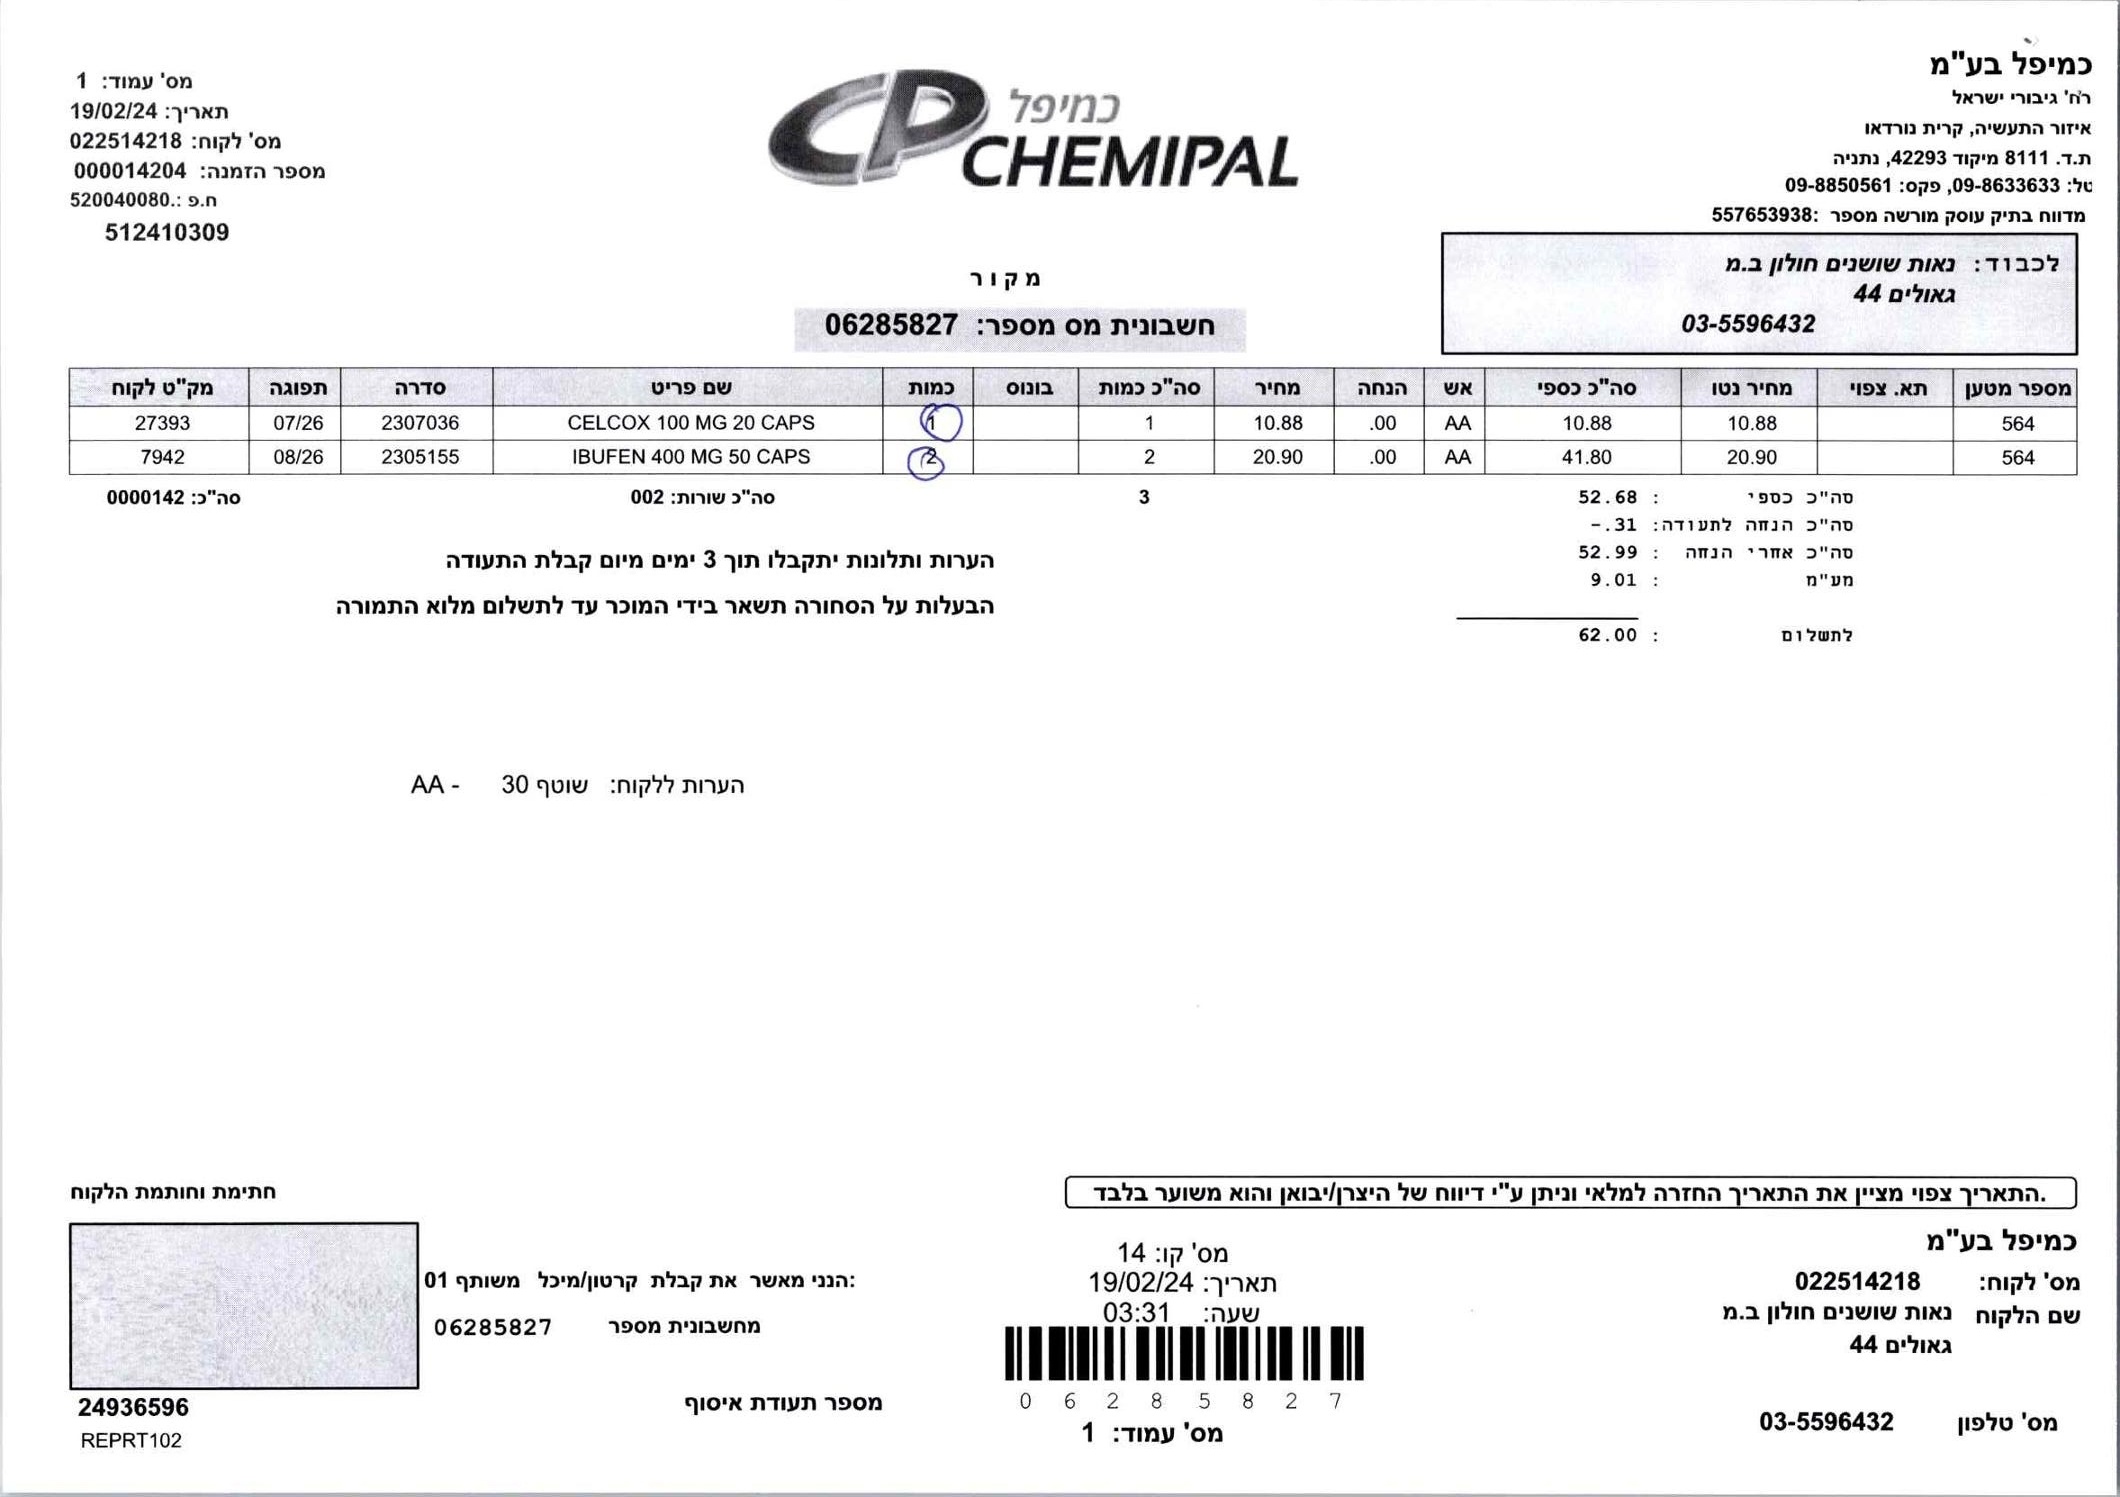 כמיפל בע"מ
רח' גיבורי ישראל
איזור התעשיה, קרית נורדאו
ת.ד. 8111 מיקוד 42293, נתניה
טל: 09-8633633, פקס: 09-8850561
מדווח בתיק עוסק מורשה מספר :557653938
כמיפל
CHEMIPAL
מס' עמוד: 1
תאריך: 19/02/24
מס' לקוח: 022514218
מספר הזמנה: 000014204
ח.פ :.520040080
512410309
לכבוד: נאות שושנים חולון ב.מ
גאולים 44
03-5596432
מקור
חשבונית מס מספר: 06285827
מספר מטען תא. צפוי מחיר נטו סה"כ כספי אש הנחה מחיר סה"כ כמות בונוס כמות שם פריט סדרה תפוגה מק"ט לקוח
564 10.88 10.88 AA .00 10.88 1 1 CELCOX 100 MG 20 CAPS 2307036 07/26 27393
564 20.90 41.80 AA .00 20.90 2 2 IBUFEN 400 MG 50 CAPS 2305155 08/26 7942
3 סה"כ שורות: 002 סה"כ: 0000142
סה"כ כספי : 52.68
סה"כ הנחה לתעודה: -.31
סה"כ אחרי הנחה : 52.99
מע"מ : 9.01
לתשלום : 62.00
הערות ותלונות יתקבלו תוך 3 ימים מיום קבלת התעודה
הבעלות על הסחורה תשאר בידי המוכר עד לתשלום מלוא התמורה
הערות ללקוח: שוטף 30 AA -
.התאריך צפוי מציין את התאריך החזרה למלאי וניתן ע"י דיווח של היצרן/יבואן והוא משוער בלבד
כמיפל בע"מ
מס' לקוח: 022514218
שם הלקוח נאות שושנים חולון ב.מ
גאולים 44
מס' טלפון 03-5596432
מס' קו: 14
תאריך: 19/02/24
שעה: 03:31
0 6 2 8 5 8 2 7
מס' עמוד: 1
חתימת וחותמת הלקוח
:הנני מאשר את קבלת קרטון/מיכל משותף 01
מחשבונית מספר 06285827
מספר תעודת איסוף 24936596
REPRT102